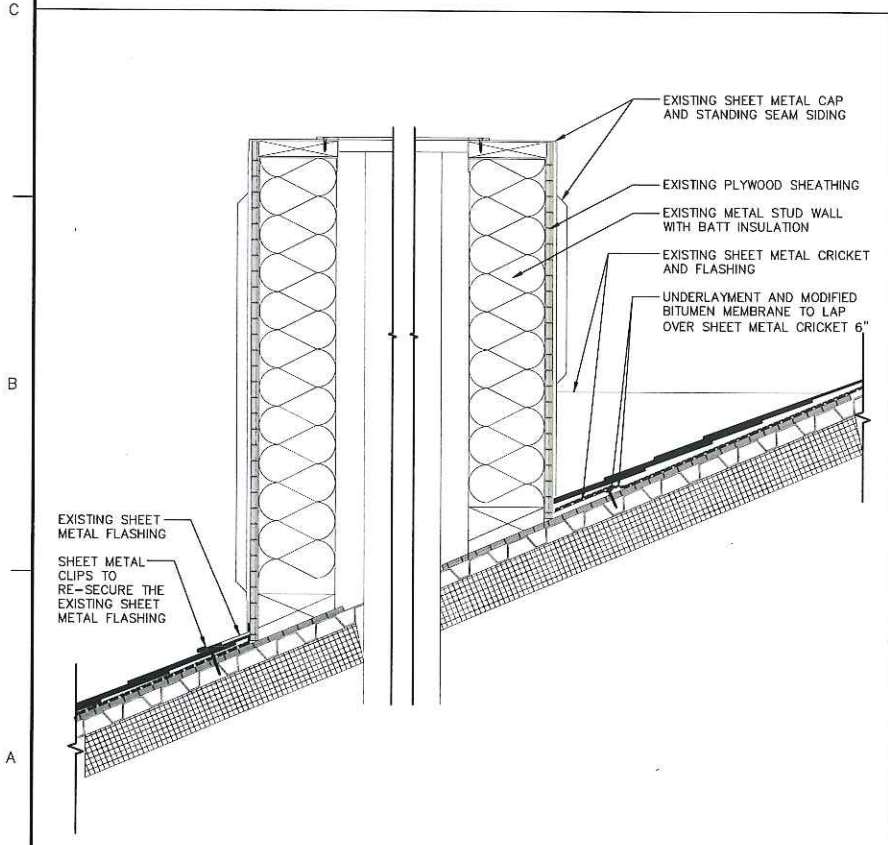 C
EXISTING SHEET METAL CAP
AND STANDING SEAM SIDING
EXISTING PLYWOOD SHEATHING
EXISTING METAL STUD WALL
WITH BATT INSULATION
EXISTING SHEET METAL CRICKET
AND FLASHING
UNDERLAYMENT AND MODIFIED
BITUMEN MEMBRANE TO LAP
OVER SHEET METAL CRICKET 6"
B
EXISTING SHEET
METAL FLASHING
SHEET METAL
CLIPS TO
RE-SECURE THE
EXISTING SHEET
METAL FLASHING
A